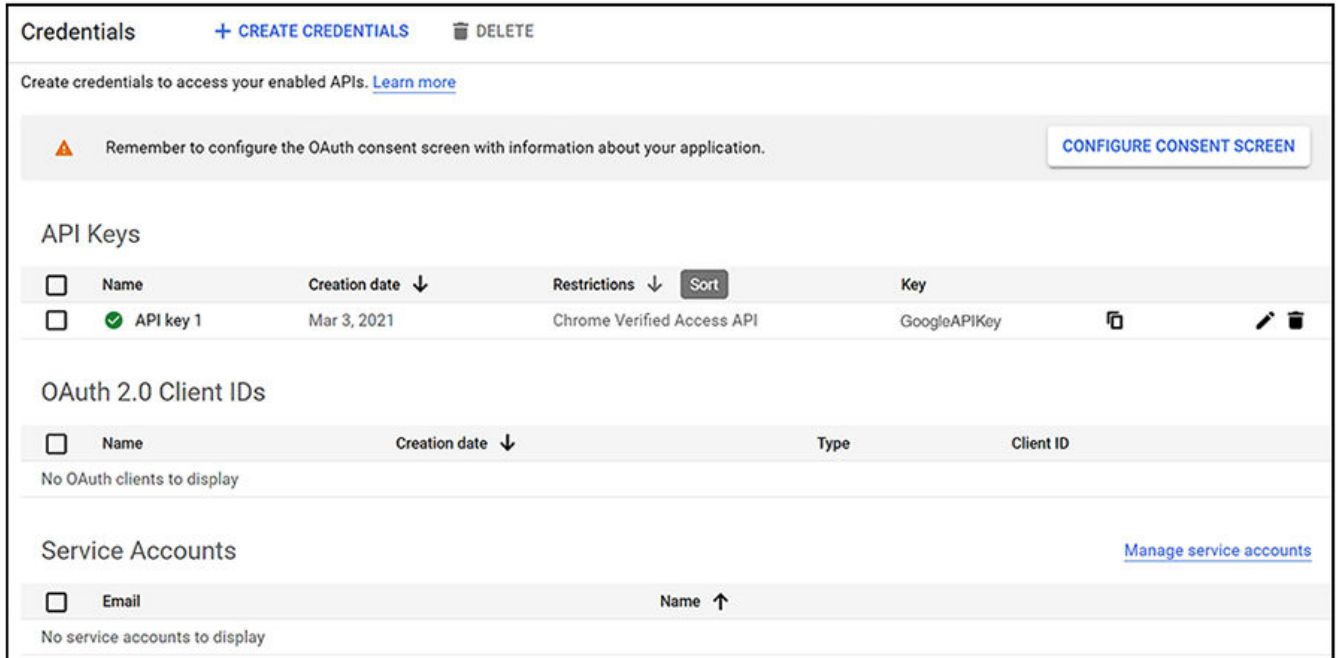 Credentials + CREATE CREDENTIALS DELETE
Create credentials to access your enabled APIs. Learn more
Remember to configure the OAuth consent screen with information about your application. CONFIGURE CONSENT SCREEN
API Keys
Name Creation date ↓ Restrictions ↓ Sort Key
API key 1 Mar 3, 2021 Chrome Verified Access API GoogleAPIKey
OAuth 2.0 Client IDs
Name Creation date ↓ Type Client ID
No OAuth clients to display
Service Accounts Manage service accounts
Email Name ↑
No service accounts to display